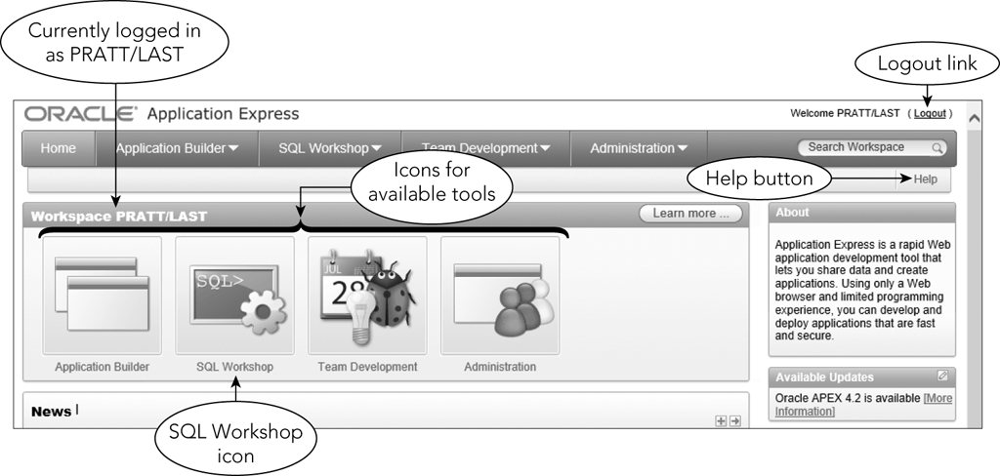 Currently logged in
as PRATT/LAST
Logout link
ORACLE® Application Express
Welcome PRATT/LAST ( Logout )
Home
Application Builder
SQL Workshop
Team Development
Administration
Search Workspace
Icons for
available tools
Help button
Help
Workspace PRATT/LAST
Learn more ...
About
Application Express is a rapid Web
application development tool that
lets you share data and create
applications. Using only a Web
browser and limited programming
experience, you can develop and
deploy applications that are fast
and secure.
SQL>
JUL
28
Application Builder
SQL Workshop
Team Development
Administration
Available Updates
Oracle APEX 4.2 is available [More
Information]
News
SQL Workshop
icon